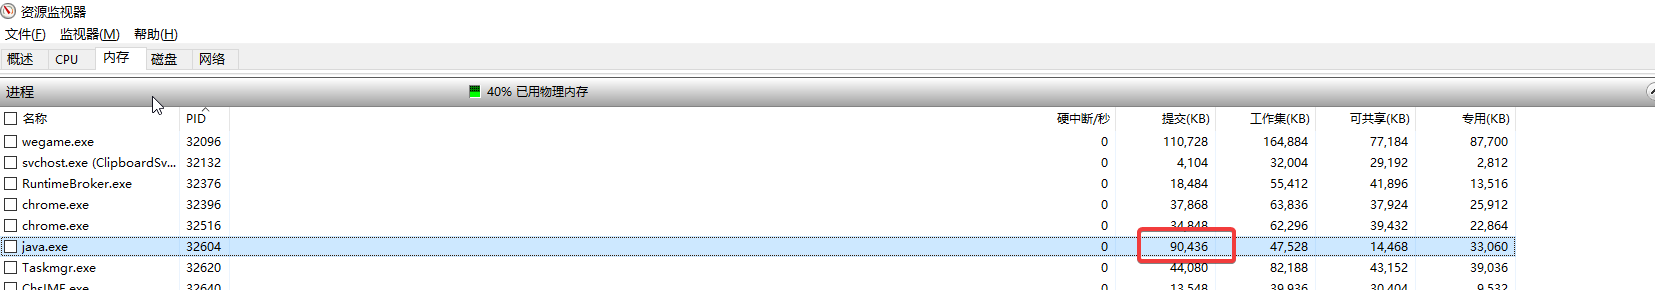 资源监视器
文件(F) 监视器(M) 帮助(H)
概述 CPU 内存 磁盘 网络
进程 40% 已用物理内存
名称 PID 硬中断/秒 提交(KB) 工作集(KB) 可共享(KB) 专用(KB)
wegame.exe 32096 0 110,728 164,884 77,184 87,700
svchost.exe (ClipboardSv... 32132 0 4,104 32,004 29,192 2,812
RuntimeBroker.exe 32376 0 18,484 55,412 41,896 13,516
chrome.exe 32396 0 37,868 63,836 37,924 25,912
chrome.exe 32516 0 34,848 62,296 39,432 22,864
java.exe 32604 0 90,436 47,528 14,468 33,060
Taskmgr.exe 32620 0 44,080 82,188 43,152 39,036
ChsIME.exe 32640 0 13,548 39,936 30,404 9,532